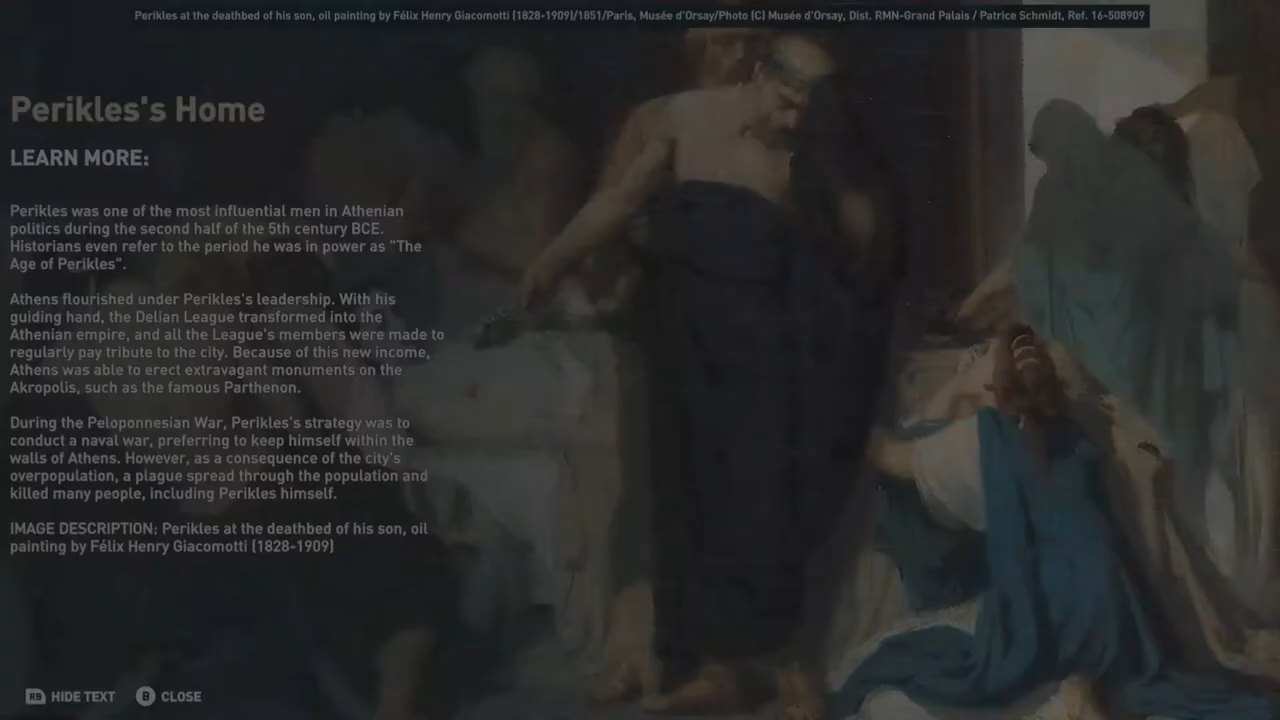 Perikles at the deathbed of his son, oil painting by Félix Henry Giacomotti (1828-1909)/1851/Paris, Musée d'Orsay/Photo (C) Musée d'Orsay, Dist. RMN-Grand Palais / Patrice Schmidt, Ref. 16-508909
Perikles's Home
LEARN MORE:
Perikles was one of the most influential men in Athenian
politics during the second half of the 5th century BCE.
Historians even refer to the period he was in power as "The
Age of Perikles".
Athens flourished under Perikles's leadership. With his
guiding hand, the Delian League transformed into the
Athenian empire, and all the League's members were made to
regularly pay tribute to the city. Because of this new income,
Athens was able to erect extravagant monuments on the
Akropolis, such as the famous Parthenon.
During the Peloponnesian War, Perikles's strategy was to
conduct a naval war, preferring to keep himself within the
walls of Athens. However, as a consequence of the city's
overpopulation, a plague spread through the population and
killed many people, including Perikles himself.
IMAGE DESCRIPTION: Perikles at the deathbed of his son, oil
painting by Félix Henry Giacomotti (1828-1909)
RB HIDE TEXT B CLOSE